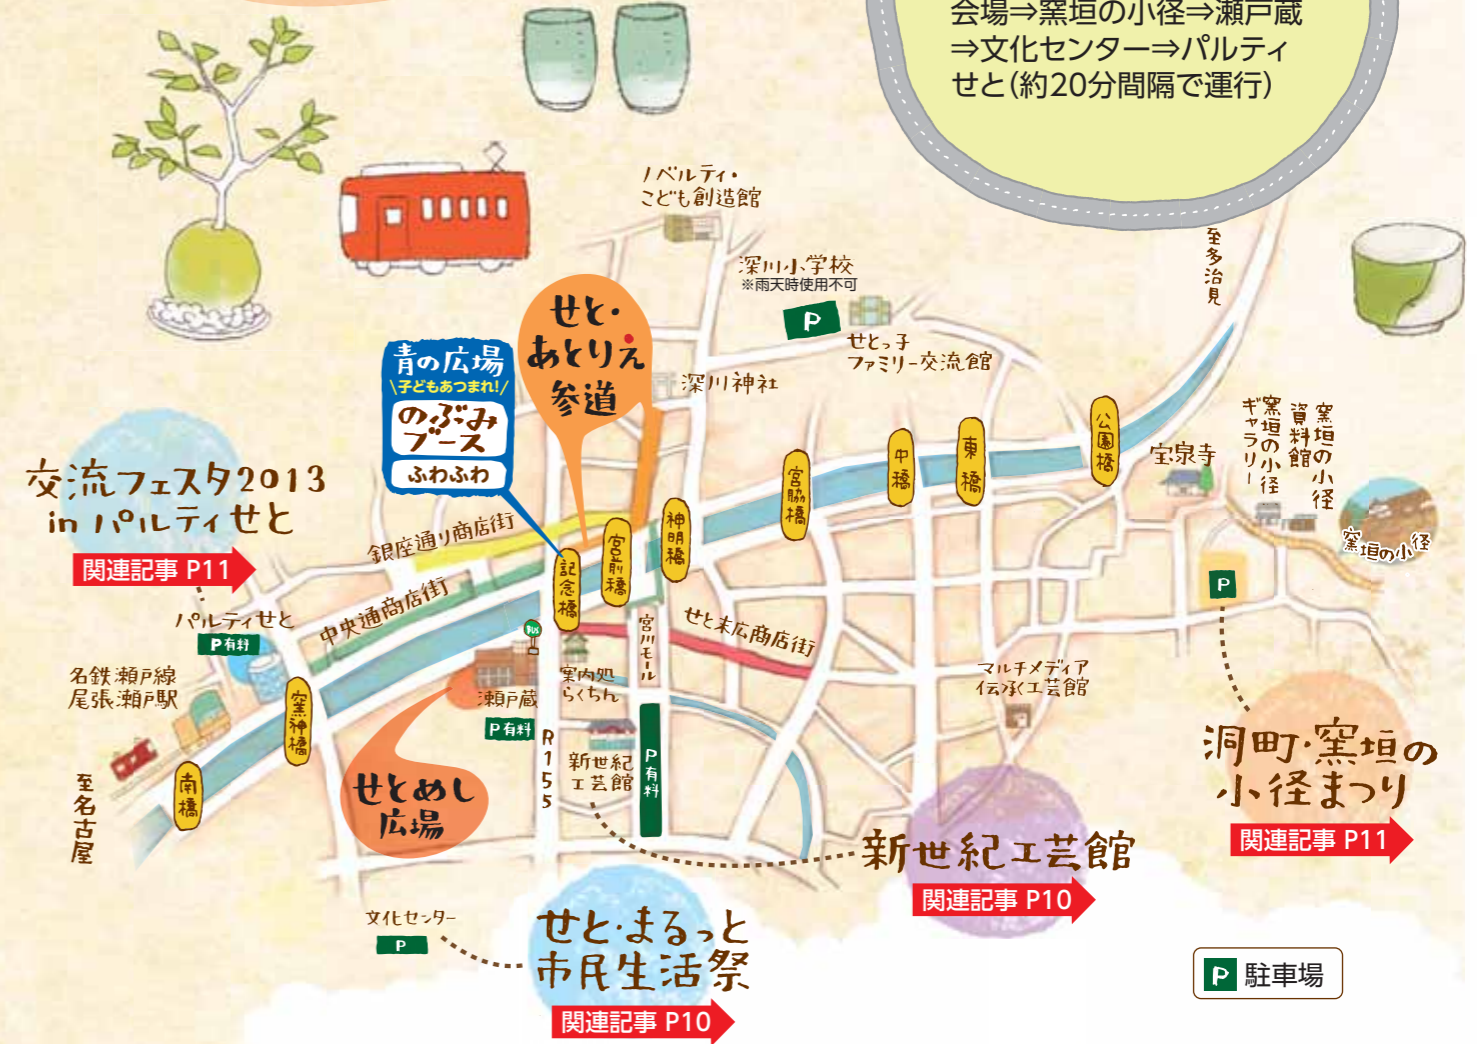 会場⇒窯垣の小径⇒瀬戸蔵
⇒文化センター⇒パルティ
せと(約20分間隔で運行)
ノベルティ・
こども創造館
深川小学校
※雨天時使用不可
P
せとっ子
ファミリー交流館
至多治見
せと・
あとりえ
参道
青の広場
\子どもあつまれ!/
のぶみ
ブース
ふわふわ
深川神社
交流フェスタ2013
in パルティせと
関連記事 P11
銀座通り商店街
中央通商店街
パルティせと
P有料
名鉄瀬戸線
尾張瀬戸駅
至名古屋
南橋
窯神橋
記念橋
宮前橋
神明橋
宮脇橋
中橋
東橋
公園橋
宝泉寺
窯垣の小径
ギャラリー
窯垣の小径
資料館
窯垣の小径
P
BUS
瀬戸蔵
P有料
案内処
らくちん
宮川モール
せと末広商店街
R155
新世紀
工芸館
P有料
マルチメディア
伝承工芸館
せとめし
広場
洞町・窯垣の
小径まつり
関連記事 P11
新世紀工芸館
関連記事 P10
文化センター
P
せと・まるっと
市民生活祭
関連記事 P10
P 駐車場